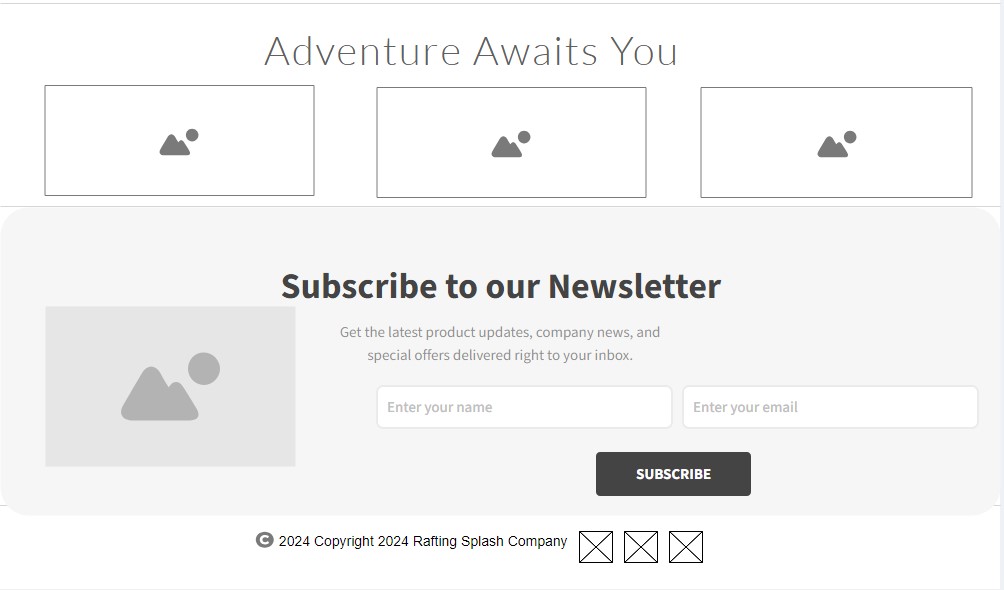 Adventure Awaits You
Subscribe to our Newsletter
Get the latest product updates, company news, and
special offers delivered right to your inbox.
Enter your name
Enter your email
SUBSCRIBE
© 2024 Copyright 2024 Rafting Splash Company